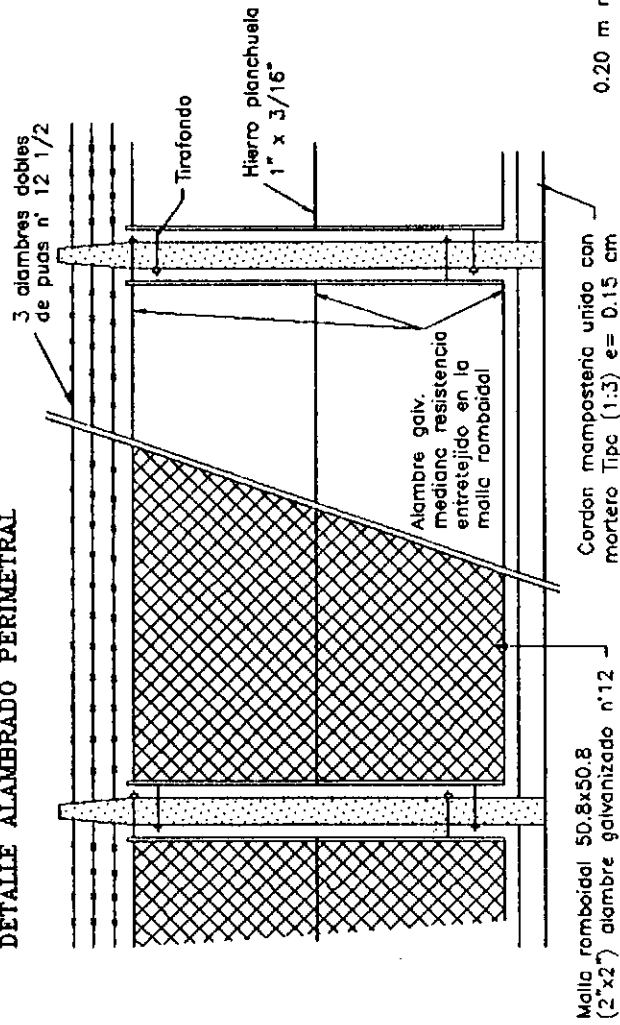 DETALLE ALAMBRADO PERIMETRAL
3 alambres dobles
de puas n° 12 1/2
Tirafondo
Hierro planchuela
1" x 3/16"
Alambre galv.
mediana resistencia
entretejido en la
malla romboidal
Malla romboidal 50.8x50.8
(2"x2") alambre galvanizado n°12
Cordon mamposteria unido con
mortero Tipo (1:3) e= 0.15 cm
0.20 m